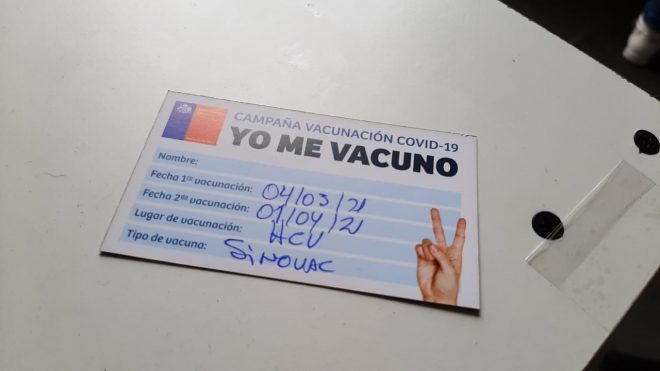 CAMPAÑA VACUNACIÓN COVID-19
YO ME VACUNO
Nombre:
Fecha 1ra vacunación: 04/03/21
Fecha 2da vacunación: 01/04/21
Lugar de vacunación: HCV
Tipo de vacuna: Sinovac